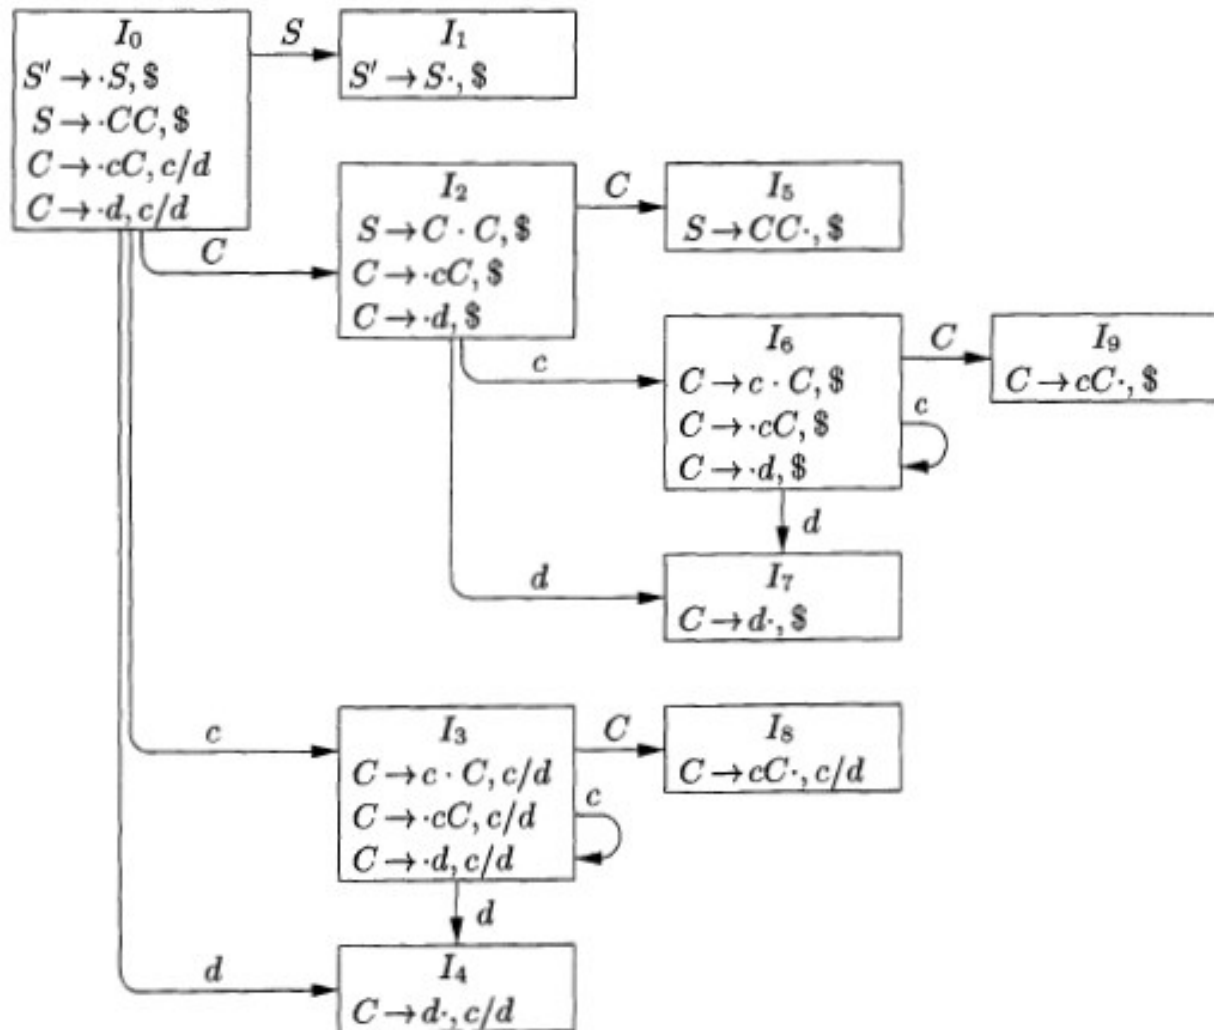 I₀
S' → ·S, $
S → ·CC, $
C → ·cC, c/d
C → ·d, c/d
S
I₁
S' → S·, $
C
I₂
S → C · C, $
C → ·cC, $
C → ·d, $
C
I₅
S → CC·, $
c
I₆
C → c · C, $
C → ·cC, $
C → ·d, $
C
I₉
C → cC·, $
c
d
d
I₇
C → d·, $
c
I₃
C → c · C, c/d
C → ·cC, c/d
C → ·d, c/d
C
I₈
C → cC·, c/d
c
d
d
I₄
C → d·, c/d